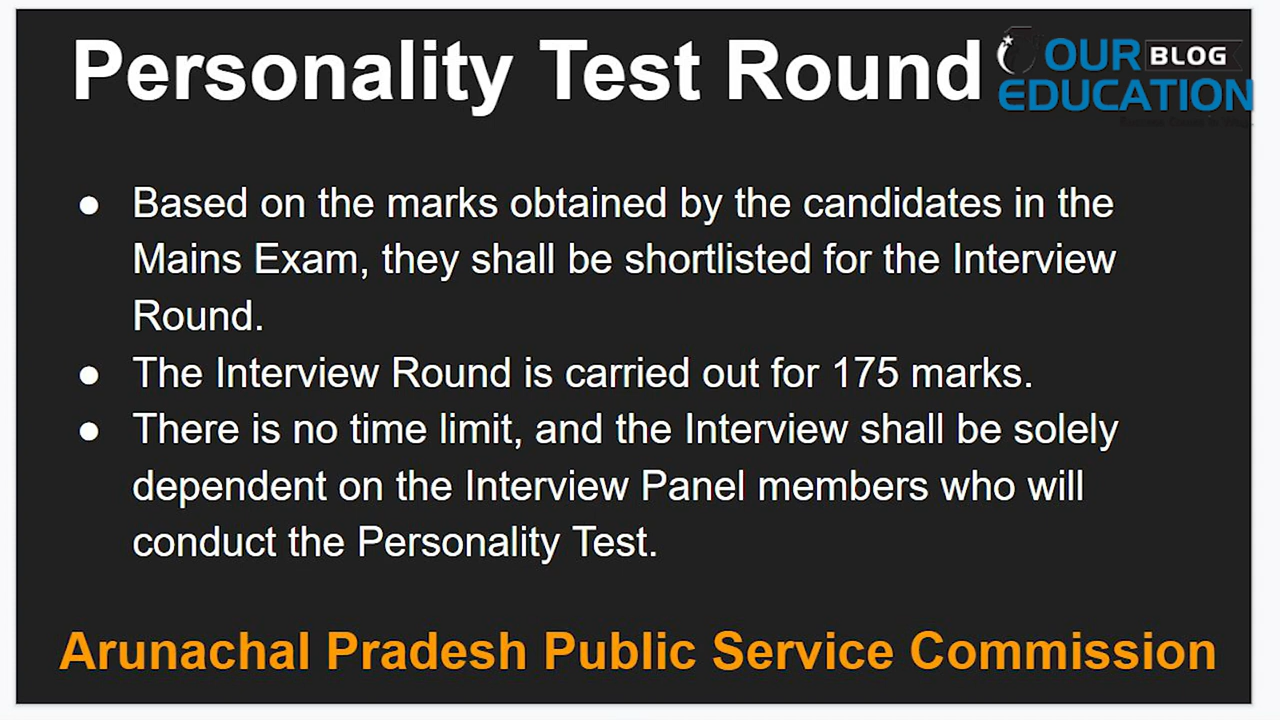 Personality Test Round
OUR BLOG
EDUCATION
● Based on the marks obtained by the candidates in the
Mains Exam, they shall be shortlisted for the Interview
Round.
● The Interview Round is carried out for 175 marks.
● There is no time limit, and the Interview shall be solely
dependent on the Interview Panel members who will
conduct the Personality Test.
Arunachal Pradesh Public Service Commission